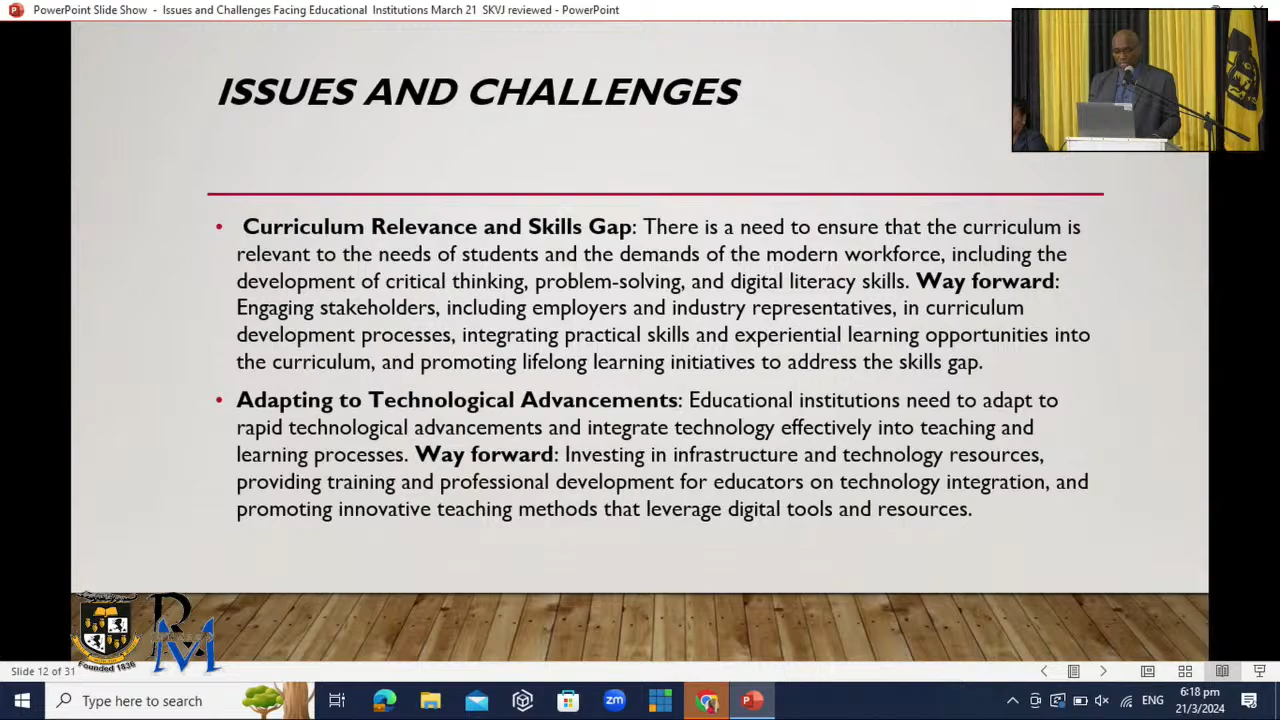 PowerPoint Slide Show - Issues and Challenges Facing Educational Institutions March 21 SKVJ reviewed - PowerPoint
ISSUES AND CHALLENGES
• Curriculum Relevance and Skills Gap: There is a need to ensure that the curriculum is
relevant to the needs of students and the demands of the modern workforce, including the
development of critical thinking, problem-solving, and digital literacy skills. Way forward:
Engaging stakeholders, including employers and industry representatives, in curriculum
development processes, integrating practical skills and experiential learning opportunities into
the curriculum, and promoting lifelong learning initiatives to address the skills gap.
• Adapting to Technological Advancements: Educational institutions need to adapt to
rapid technological advancements and integrate technology effectively into teaching and
learning processes. Way forward: Investing in infrastructure and technology resources,
providing training and professional development for educators on technology integration, and
promoting innovative teaching methods that leverage digital tools and resources.
Founded 1836
RM
Slide 12 of 31
Type here to search
zm
ENG
6:18 pm
21/3/2024